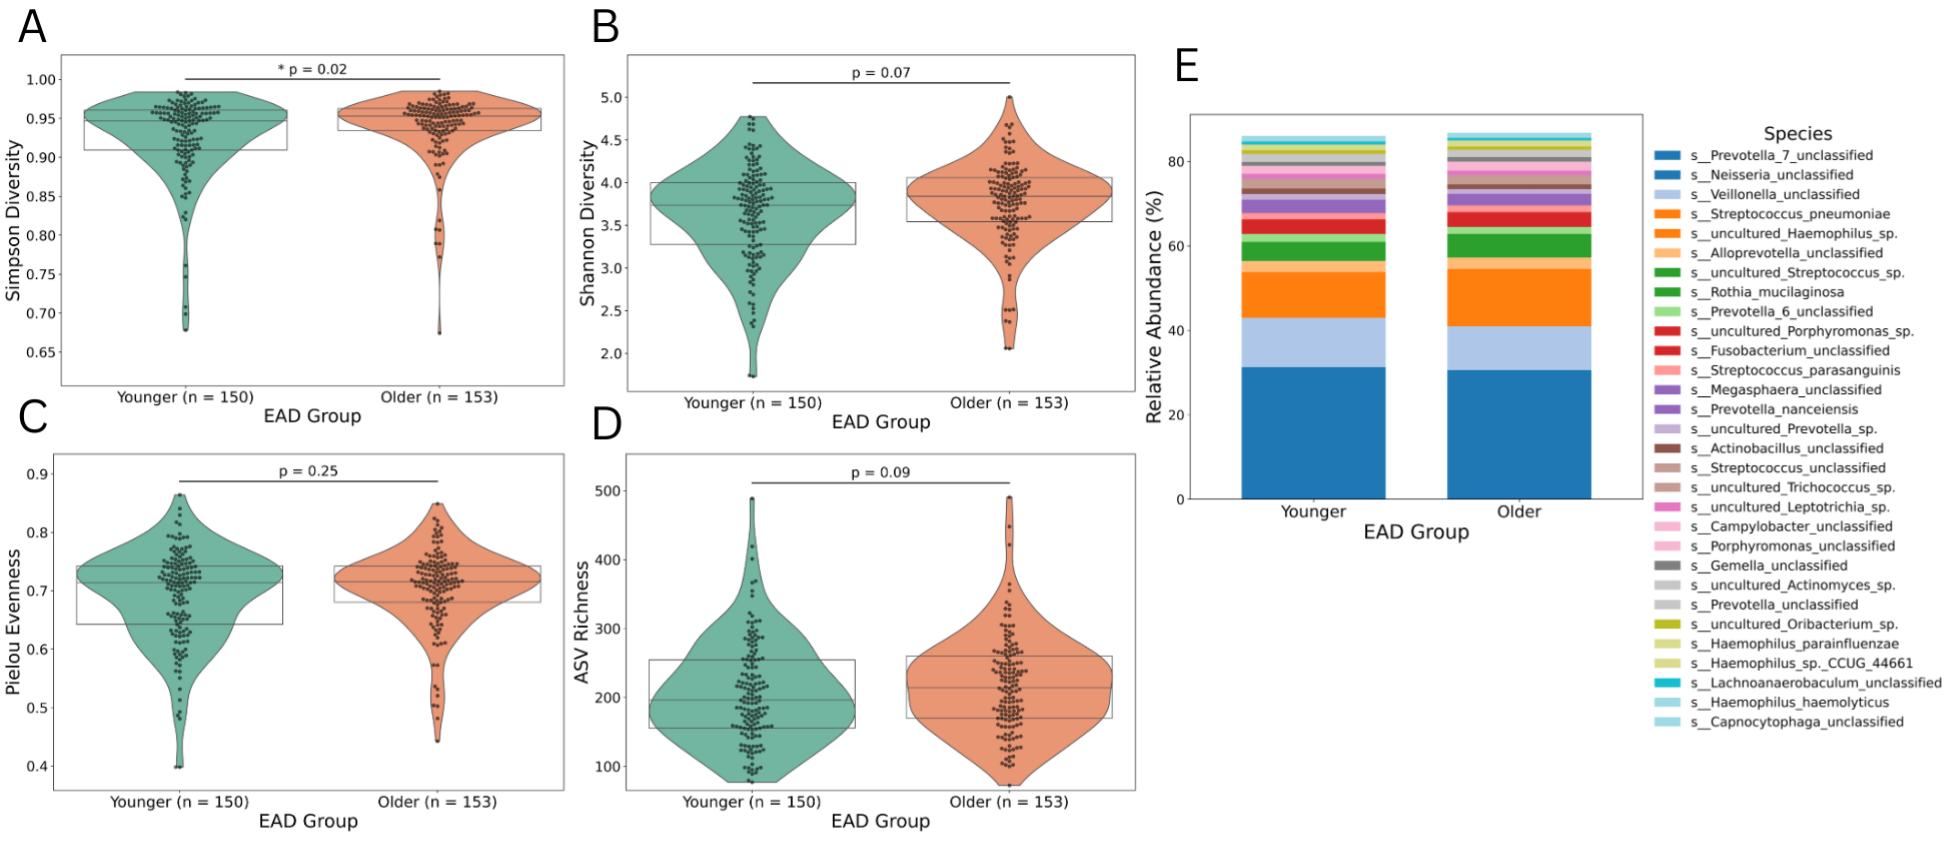 A
* p = 0.02
1.00
0.95
0.90
0.85
0.80
0.75
0.70
0.65
Simpson Diversity
Younger (n = 150)
Older (n = 153)
EAD Group
B
p = 0.07
5.0
4.5
4.0
3.5
3.0
2.5
2.0
Shannon Diversity
Younger (n = 150)
Older (n = 153)
EAD Group
C
p = 0.25
0.9
0.8
0.7
0.6
0.5
0.4
Pielou Evenness
Younger (n = 150)
Older (n = 153)
EAD Group
D
p = 0.09
500
400
300
200
100
ASV Richness
Younger (n = 150)
Older (n = 153)
EAD Group
E
80
60
40
20
0
Relative Abundance (%)
Younger
Older
EAD Group
Species
s__Prevotella_7_unclassified
s__Neisseria_unclassified
s__Veillonella_unclassified
s__Streptococcus_pneumoniae
s__uncultured_Haemophilus_sp.
s__Alloprevotella_unclassified
s__uncultured_Streptococcus_sp.
s__Rothia_mucilaginosa
s__Prevotella_6_unclassified
s__uncultured_Porphyromonas_sp.
s__Fusobacterium_unclassified
s__Streptococcus_parasanguinis
s__Megasphaera_unclassified
s__Prevotella_nanceiensis
s__uncultured_Prevotella_sp.
s__Actinobacillus_unclassified
s__Streptococcus_unclassified
s__uncultured_Trichococcus_sp.
s__uncultured_Leptotrichia_sp.
s__Campylobacter_unclassified
s__Porphyromonas_unclassified
s__Gemella_unclassified
s__uncultured_Actinomyces_sp.
s__Prevotella_unclassified
s__uncultured_Oribacterium_sp.
s__Haemophilus_parainfluenzae
s__Haemophilus_sp._CCUG_44661
s__Lachnoanaerobaculum_unclassified
s__Haemophilus_haemolyticus
s__Capnocytophaga_unclassified